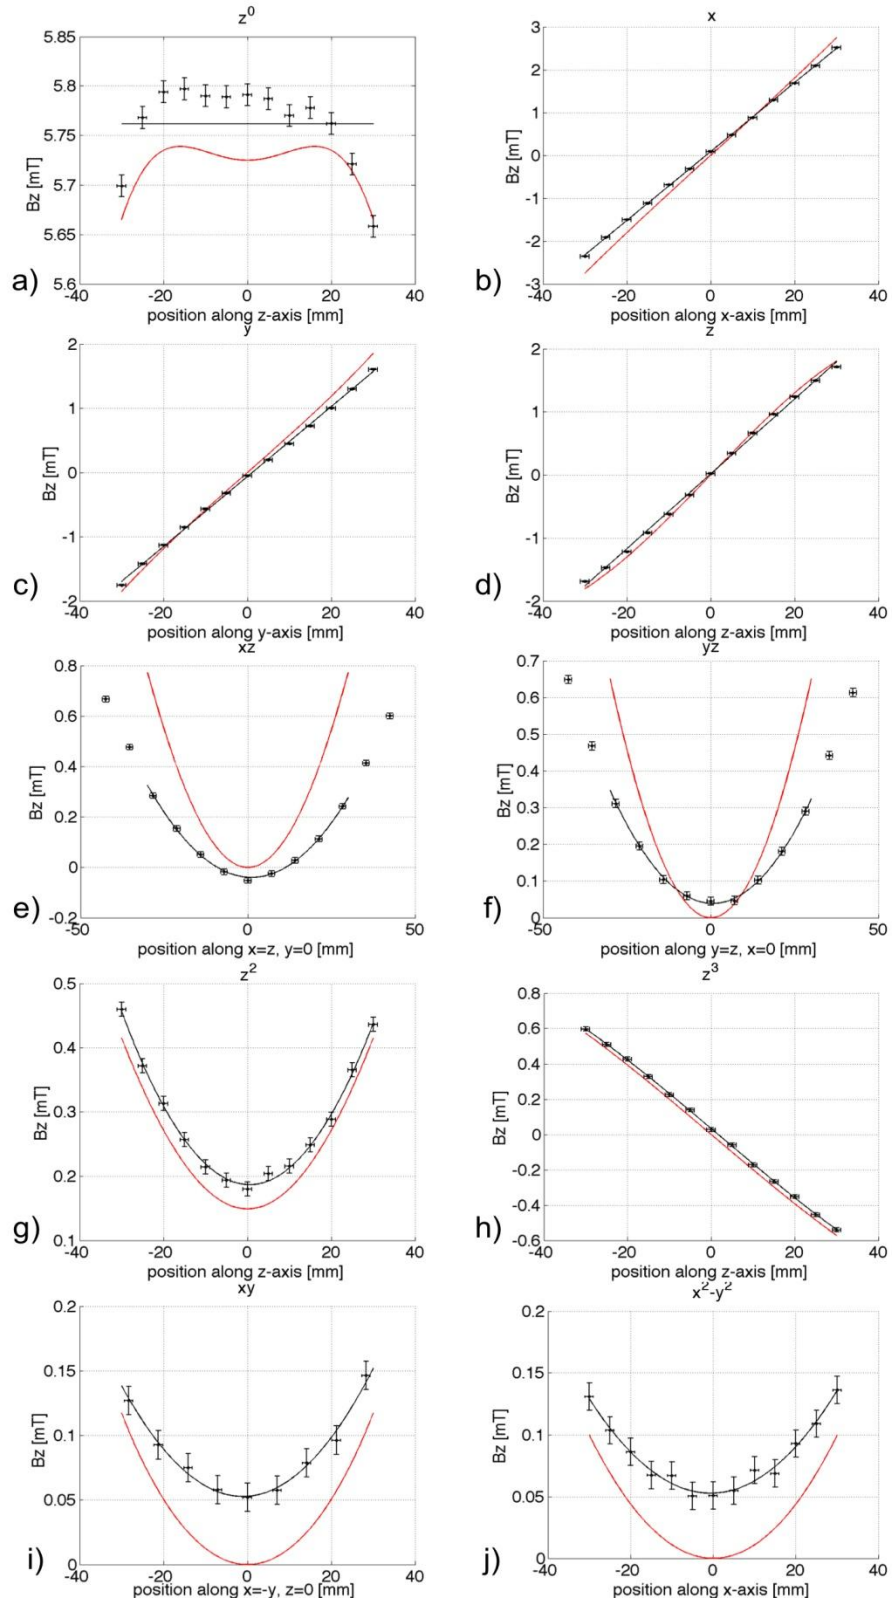 z⁰
Bz [mT]
5.85
5.8
5.75
5.7
5.65
5.6
-40 -20 0 20 40
position along z-axis [mm]
a)
x
Bz [mT]
3
2
1
0
-1
-2
-3
-40 -20 0 20 40
position along x-axis [mm]
b)
y
Bz [mT]
2
1
0
-1
-2
-40 -20 0 20 40
position along y-axis [mm]
c)
z
Bz [mT]
2
1
0
-1
-2
-40 -20 0 20 40
position along z-axis [mm]
d)
xz
Bz [mT]
0.8
0.6
0.4
0.2
0
-0.2
-50 0 50
position along x=z, y=0 [mm]
e)
yz
Bz [mT]
0.7
0.6
0.5
0.4
0.3
0.2
0.1
0
-50 0 50
position along y=z, x=0 [mm]
f)
z²
Bz [mT]
0.5
0.4
0.3
0.2
0.1
-40 -20 0 20 40
position along z-axis [mm]
g)
z³
Bz [mT]
0.8
0.6
0.4
0.2
0
-0.2
-0.4
-0.6
-40 -20 0 20 40
position along z-axis [mm]
h)
xy
Bz [mT]
0.2
0.15
0.1
0.05
0
-40 -20 0 20 40
position along x=-y, z=0 [mm]
i)
x²-y²
Bz [mT]
0.2
0.15
0.1
0.05
0
-40 -20 0 20 40
position along x-axis [mm]
j)